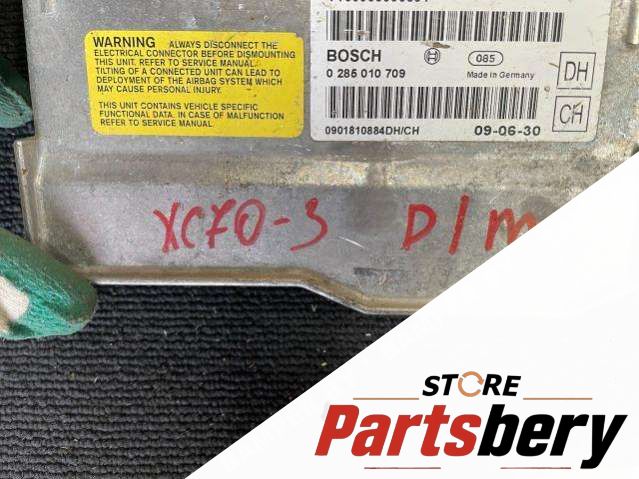 WARNING ALWAYS DISCONNECT THE
ELECTRICAL CONNECTOR BEFORE DISMOUNTING
THIS UNIT. REFER TO SERVICE MANUAL.
TILTING OF A CONNECTED UNIT CAN LEAD TO
DEPLOYMENT OF THE AIRBAG SYSTEM WHICH
MAY CAUSE PERSONAL INJURY.
THIS UNIT CONTAINS VEHICLE SPECIFIC
FUNCTIONAL DATA. IN CASE OF MALFUNCTION
REFER TO SERVICE MANUAL.
BOSCH 085
0 285 010 709 Made in Germany
DH
CH
0901810884DH/CH 09-06-30
XC70-3 D/M
STORE
Partsbery